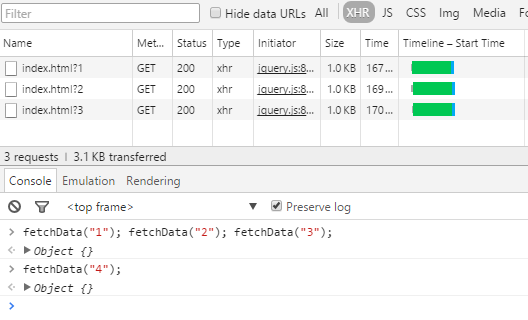 Filter Hide data URLs All XHR JS CSS Img Media Fo
Name Met... Status Type Initiator Size Time Timeline – Start Time
index.html?1 GET 200 xhr jquery.js:8... 1.0 KB 167...
index.html?2 GET 200 xhr jquery.js:8... 1.0 KB 169...
index.html?3 GET 200 xhr jquery.js:8... 1.0 KB 170...
3 requests | 3.1 KB transferred
Console Emulation Rendering
<top frame> Preserve log
> fetchData("1"); fetchData("2"); fetchData("3");
Object {}
> fetchData("4");
Object {}
>